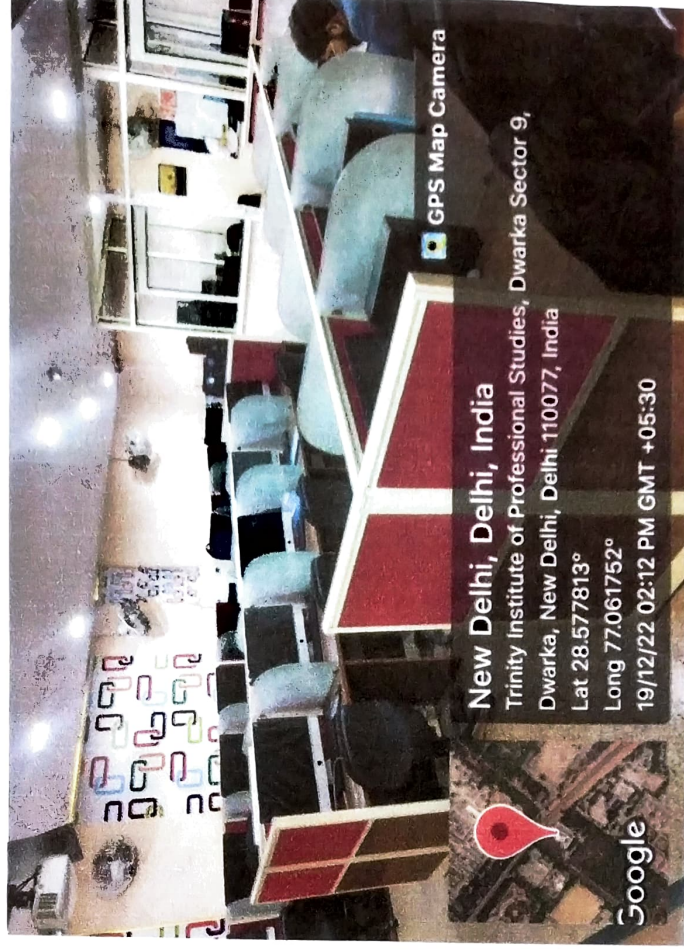 GPS Map Camera
New Delhi, Delhi, India
Trinity Institute of Professional Studies, Dwarka Sector 9,
Dwarka, New Delhi, Delhi 110077, India
Lat 28.577813°
Long 77.061752°
19/12/22 02:12 PM GMT +05:30
Google